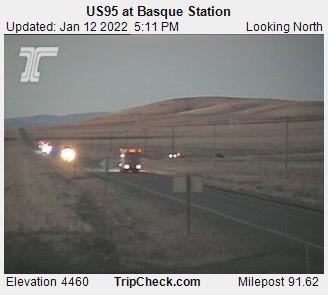 US95 at Basque Station
Updated: Jan 12 2022 5:11 PM Looking North
Elevation 4460 TripCheck.com Milepost 91.62